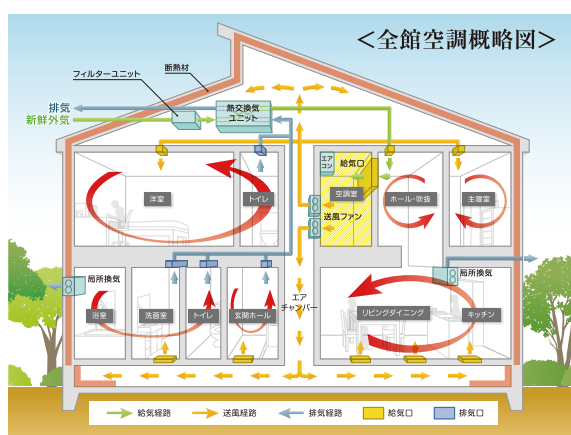 ＜全館空調概略図＞
断熱材
フィルターユニット
排気
新鮮外気
熱交換気
ユニット
エア
コン
給気口
洋室
トイレ
空調室
ホール・吹抜
主寝室
送風ファン
局所換気
局所換気
浴室
洗面室
トイレ
玄関ホール
エア
チャンバー
リビングダイニング
キッチン
給気経路
送風経路
排気経路
給気口
排気口